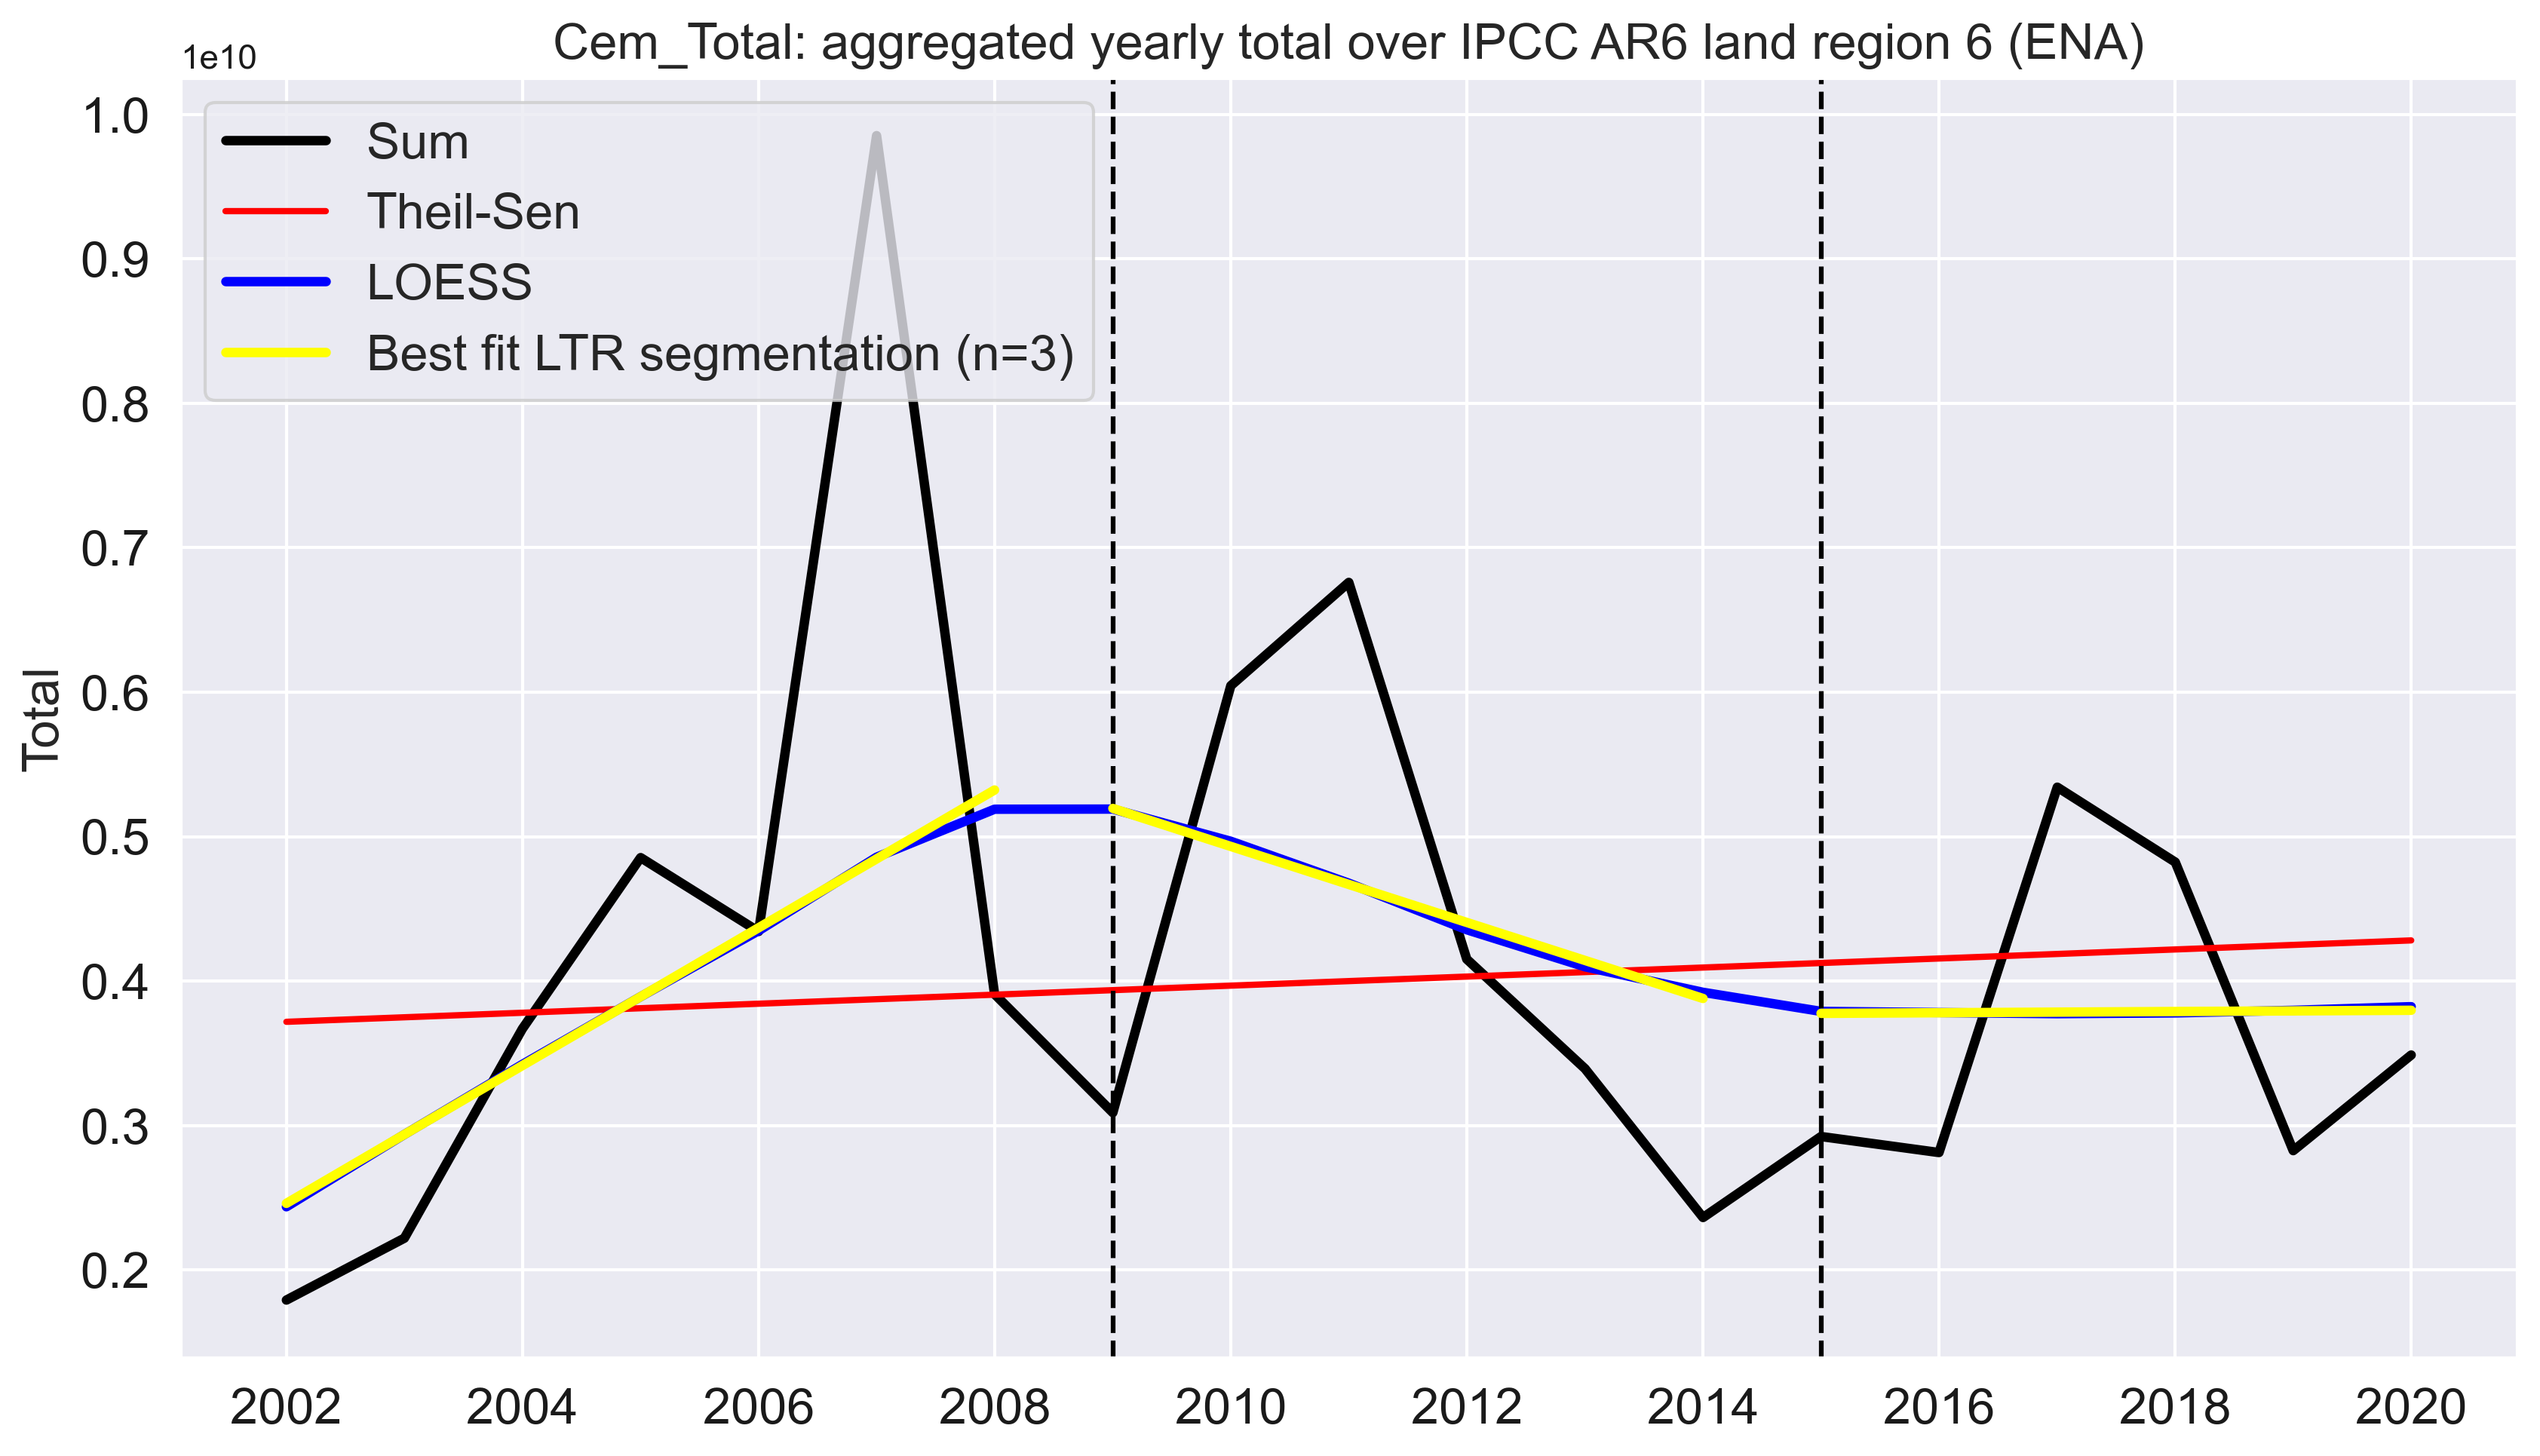 Cem_Total: aggregated yearly total over IPCC AR6 land region 6 (ENA)
1e10
1.0
0.9
0.8
0.7
0.6
0.5
0.4
0.3
0.2
Total
Sum
Theil-Sen
LOESS
Best fit LTR segmentation (n=3)
2002 2004 2006 2008 2010 2012 2014 2016 2018 2020